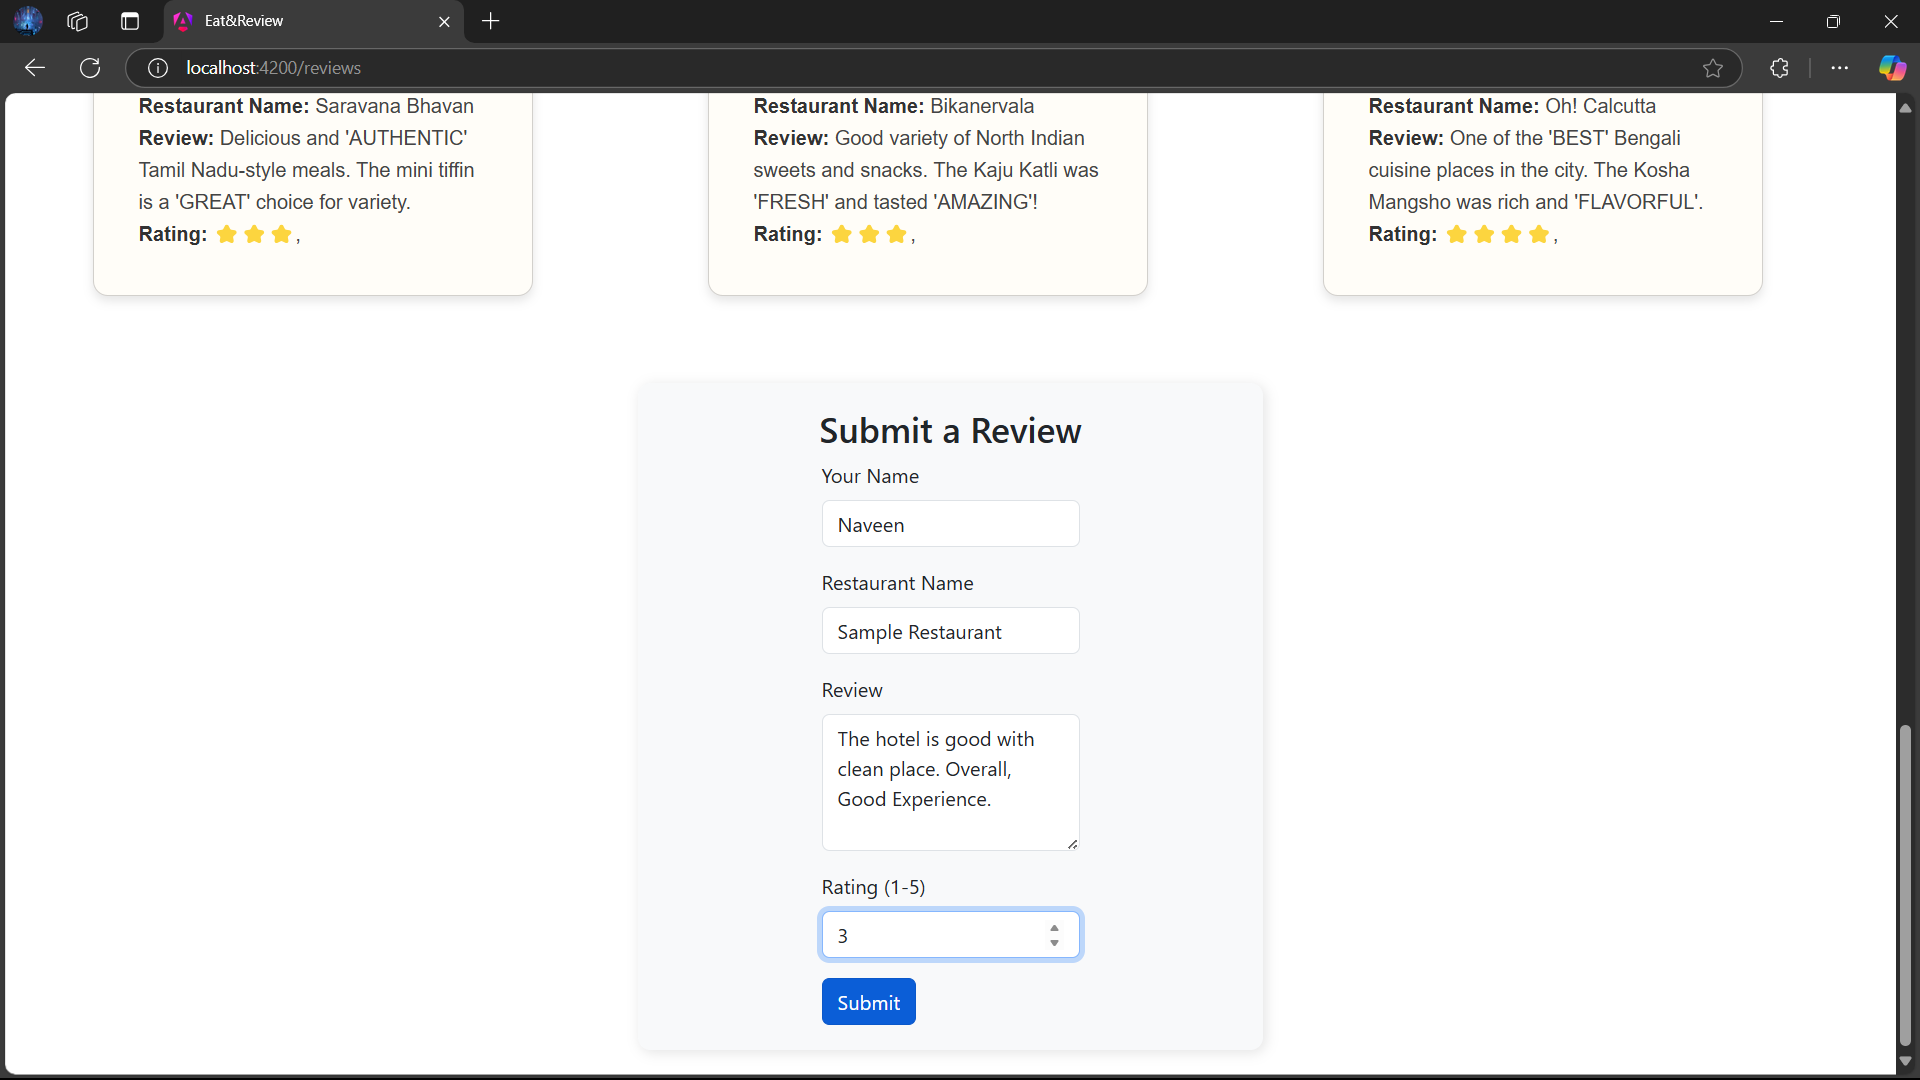 Eat&Review
localhost:4200/reviews
Restaurant Name: Saravana Bhavan
Review: Delicious and 'AUTHENTIC'
Tamil Nadu-style meals. The mini tiffin
is a 'GREAT' choice for variety.
Rating: ⭐⭐⭐,
Restaurant Name: Bikanervala
Review: Good variety of North Indian
sweets and snacks. The Kaju Katli was
'FRESH' and tasted 'AMAZING'!
Rating: ⭐⭐⭐,
Restaurant Name: Oh! Calcutta
Review: One of the 'BEST' Bengali
cuisine places in the city. The Kosha
Mangsho was rich and 'FLAVORFUL'.
Rating: ⭐⭐⭐⭐,
Submit a Review
Your Name
Naveen
Restaurant Name
Sample Restaurant
Review
The hotel is good with
clean place. Overall,
Good Experience.
Rating (1-5)
3
Submit